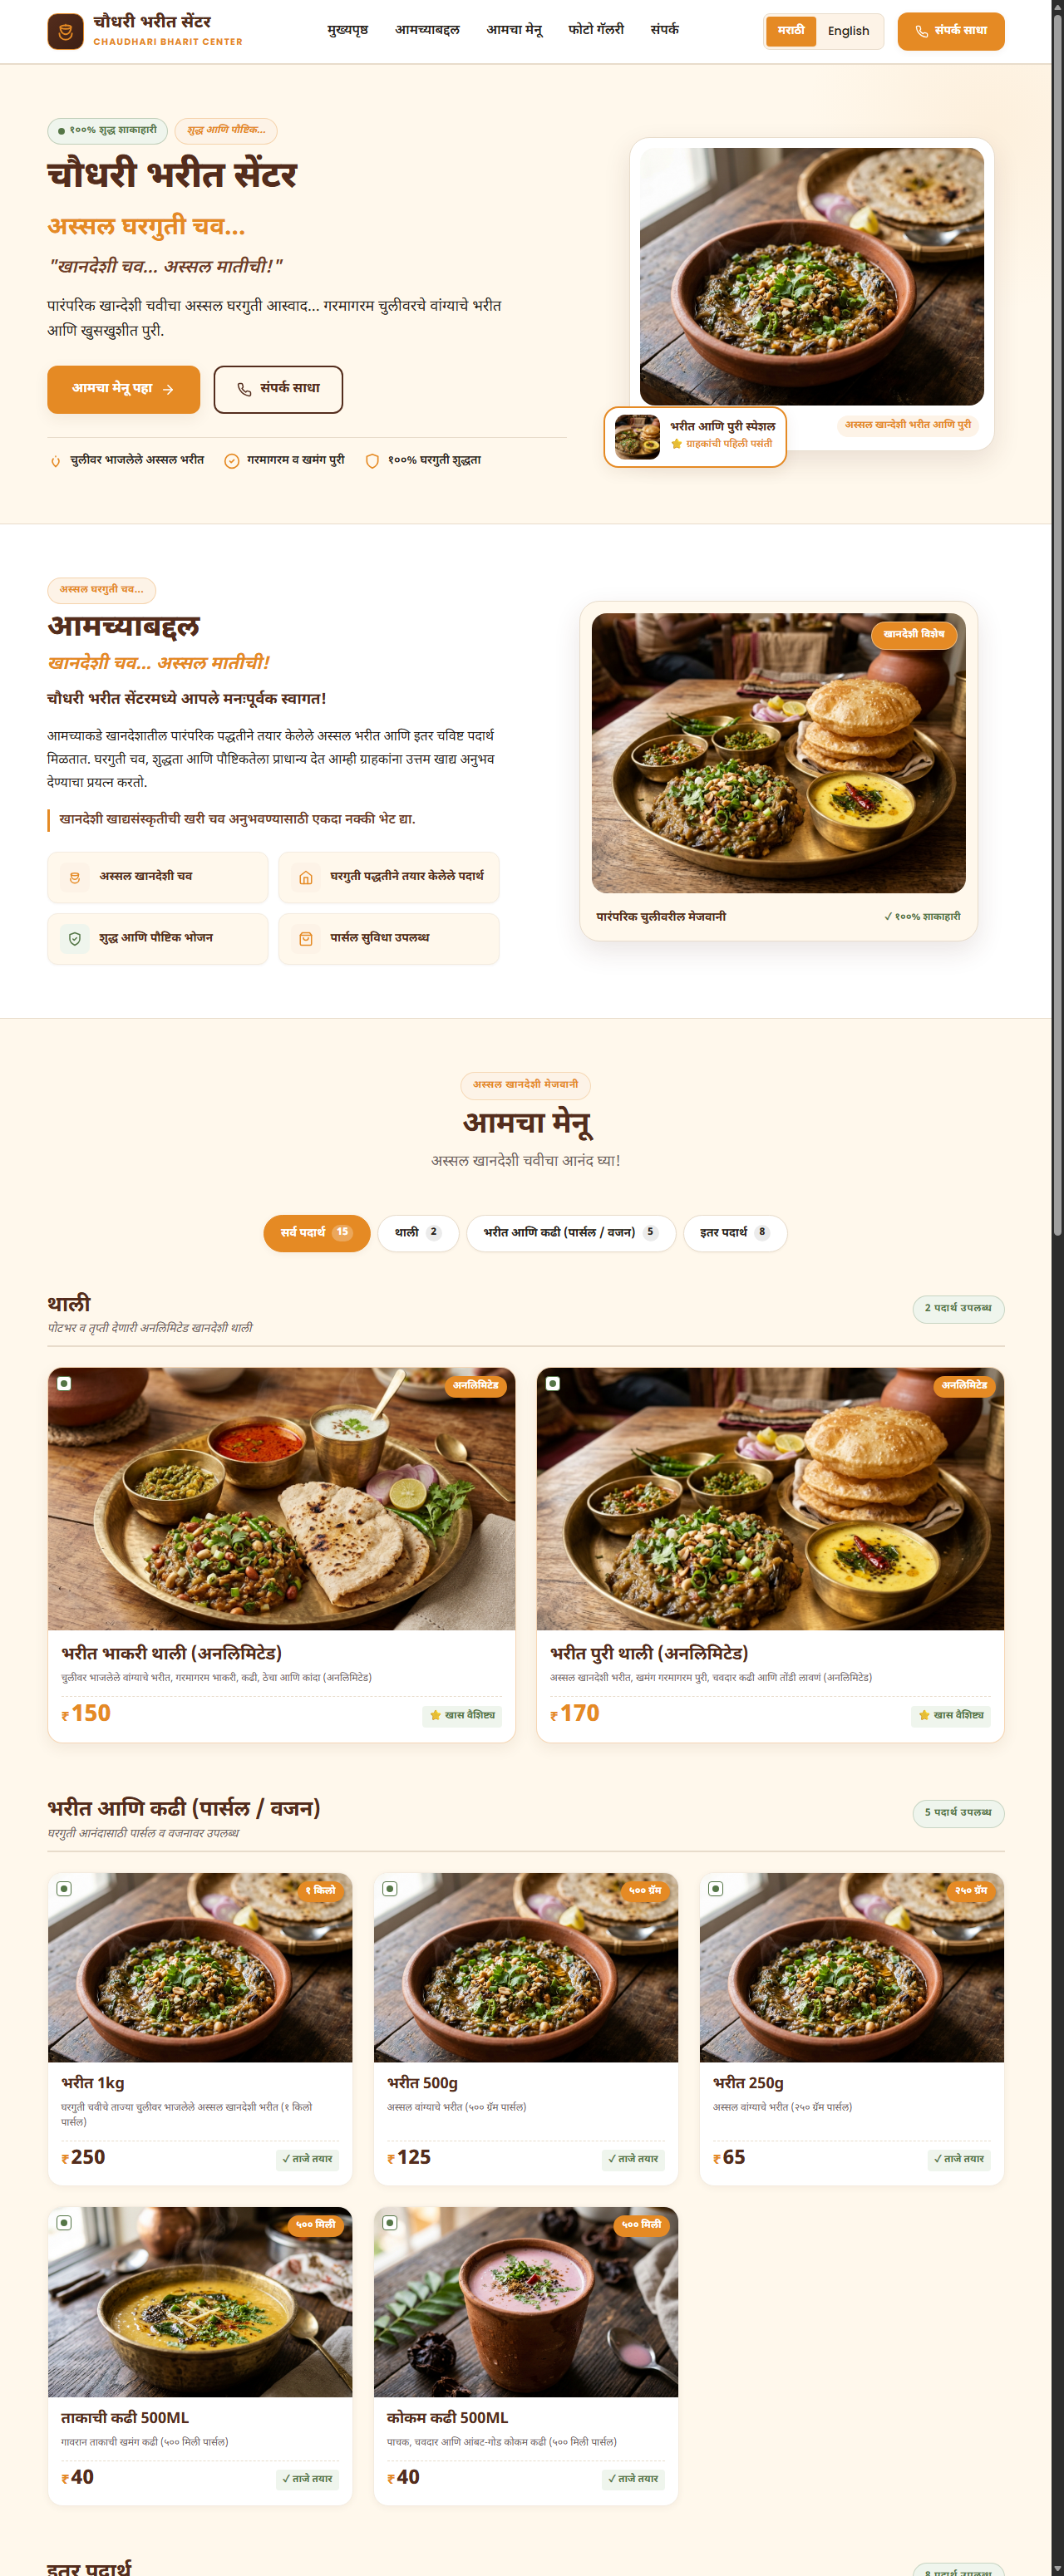 चौधरी भरीत सेंटर
CHAUDHARI BHARIT CENTER
मुख्यपृष्ठ
आमच्याबद्दल
आमचा मेनू
फोटो गॅलरी
संपर्क
मराठी
English
संपर्क साधा
१००% शुद्ध शाकाहारी
शुद्ध आणि पौष्टिक...
चौधरी भरीत सेंटर
अस्सल घरगुती चव...
"खानदेशी चव... अस्सल मातीची!"
पारंपरिक खान्देशी चवीचा अस्सल घरगुती आस्वाद... गरमागरम चुलीवरचे वांग्याचे भरीत
आणि खुसखुशीत पुरी.
आमचा मेनू पहा →
संपर्क साधा
चुलीवर भाजलेले अस्सल भरीत
गरमागरम व खमंग पुरी
१००% घरगुती शुद्धता
भरीत आणि पुरी स्पेशल
ग्राहकांची पहिली पसंती
अस्सल खान्देशी भरीत आणि पुरी
अस्सल घरगुती चव...
आमच्याबद्दल
खानदेशी चव... अस्सल मातीची!
चौधरी भरीत सेंटरमध्ये आपले मनःपूर्वक स्वागत!
आमच्याकडे खानदेशातील पारंपरिक पद्धतीने तयार केलेले अस्सल भरीत आणि इतर चविष्ट पदार्थ
मिळतात. घरगुती चव, शुद्धता आणि पौष्टिकतेला प्राधान्य देत आम्ही ग्राहकांना उत्तम खाद्य अनुभव
देण्याचा प्रयत्न करतो.
खानदेशी खाद्यसंस्कृतीची खरी चव अनुभवण्यासाठी एकदा नक्की भेट द्या.
अस्सल खानदेशी चव
घरगुती पद्धतीने तयार केलेले पदार्थ
शुद्ध आणि पौष्टिक भोजन
पार्सल सुविधा उपलब्ध
खानदेशी विशेष
पारंपरिक चुलीवरील मेजवानी
✓ १००% शाकाहारी
अस्सल खानदेशी मेजवानी
आमचा मेनू
अस्सल खानदेशी चवीचा आनंद घ्या!
सर्व पदार्थ 15
थाली 2
भरीत आणि कढी (पार्सल / वजन) 5
इतर पदार्थ 8
थाली
पोटभर व तृप्ती देणारी अनलिमिटेड खानदेशी थाली
2 पदार्थ उपलब्ध
अनलिमिटेड
भरीत भाकरी थाली (अनलिमिटेड)
चुलीवर भाजलेले वांग्याचे भरीत, गरमागरम भाकरी, कढी, ठेचा आणि कांदा (अनलिमिटेड)
₹150
खास वैशिष्ट्य
अनलिमिटेड
भरीत पुरी थाली (अनलिमिटेड)
अस्सल खानदेशी भरीत, खमंग गरमागरम पुरी, चवदार कढी आणि तोंडी लावणं (अनलिमिटेड)
₹170
खास वैशिष्ट्य
भरीत आणि कढी (पार्सल / वजन)
घरगुती आनंदासाठी पार्सल व वजनावर उपलब्ध
5 पदार्थ उपलब्ध
१ किलो
भरीत 1kg
घरगुती चवीचे ताज्या चुलीवर भाजलेले अस्सल खानदेशी भरीत (१ किलो
पार्सल)
₹250
✓ ताजे तयार
५०० ग्रॅम
भरीत 500g
अस्सल वांग्याचे भरीत (५०० ग्रॅम पार्सल)
₹125
✓ ताजे तयार
२५० ग्रॅम
भरीत 250g
अस्सल वांग्याचे भरीत (२५० ग्रॅम पार्सल)
₹65
✓ ताजे तयार
५०० मिली
ताकाची कढी 500ML
गावरान ताकाची खमंग कढी (५०० मिली पार्सल)
₹40
✓ ताजे तयार
५०० मिली
कोकम कढी 500ML
पाचक, चवदार आणि आंबट-गोड कोकम कढी (५०० मिली पार्सल)
₹40
✓ ताजे तयार
इतर पदार्थ
8 पदार्थ उपलब्ध